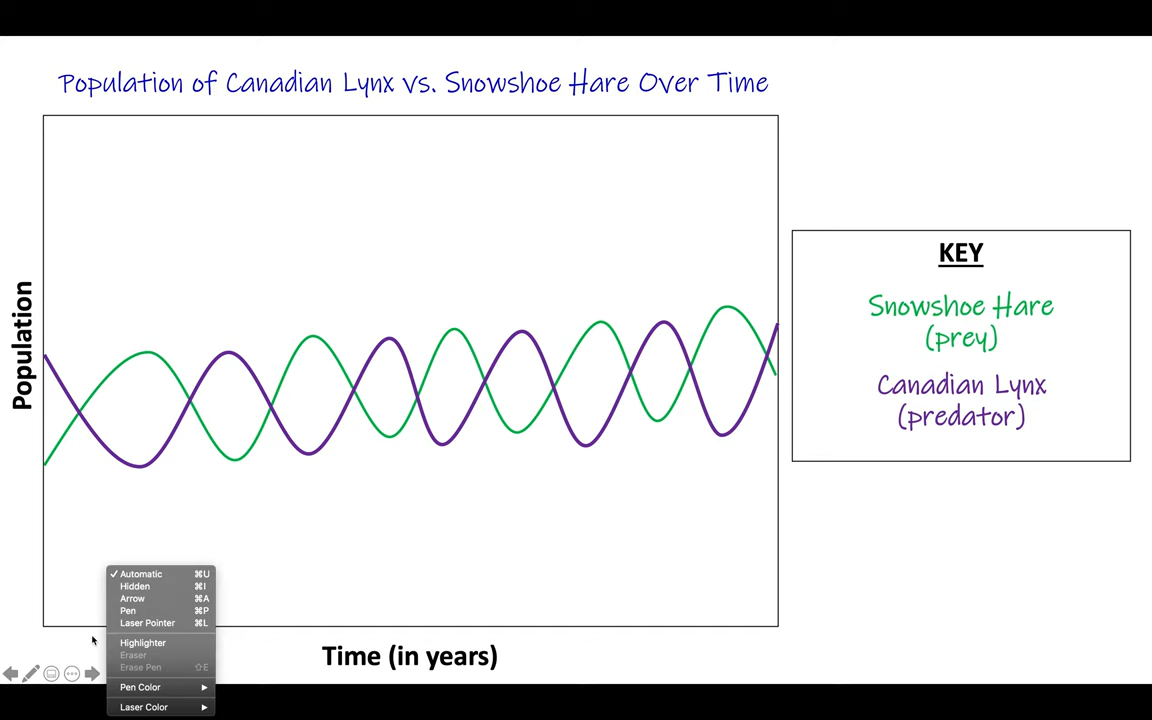 Population of Canadian Lynx vs. Snowshoe Hare Over Time
Population
KEY
Snowshoe Hare
(prey)
Canadian Lynx
(predator)
✓ Automatic ⌘U
Hidden ⌘I
Arrow ⌘A
Pen ⌘P
Laser Pointer ⌘L
Highlighter
Eraser
Erase Pen ⇧E
Pen Color ▶
Laser Color ▶
Time (in years)